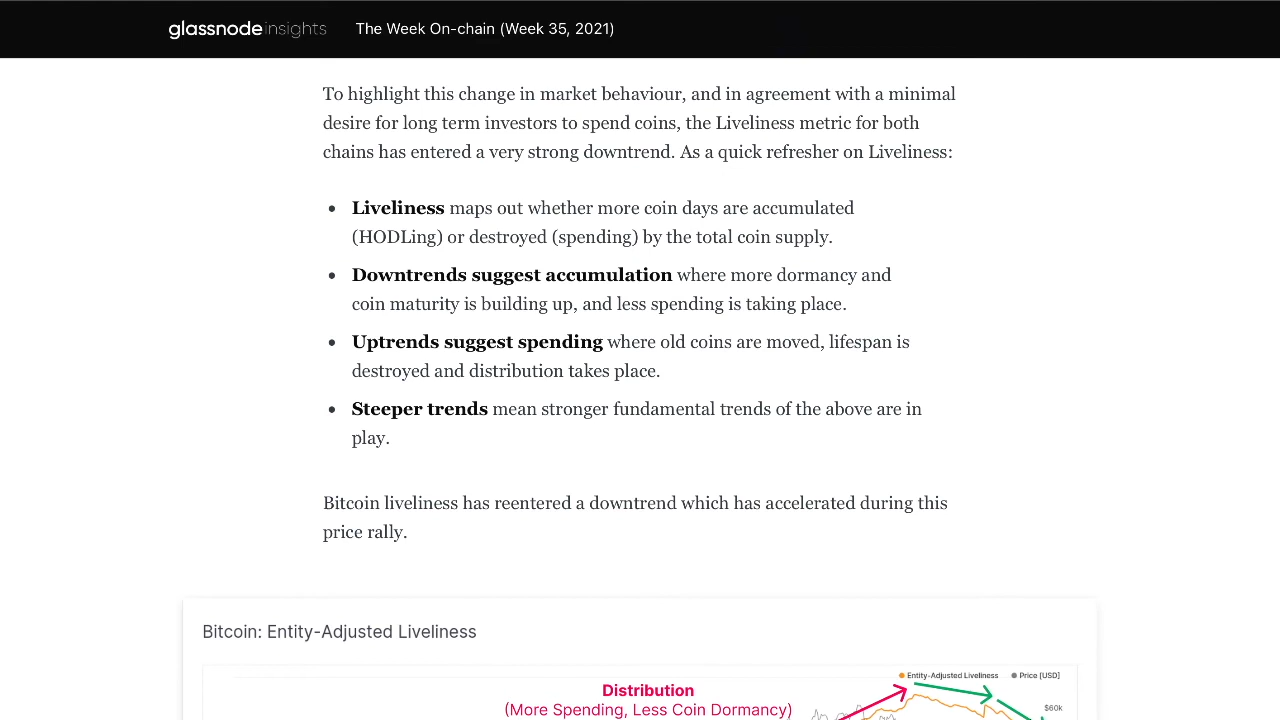 glassnode insights The Week On-chain (Week 35, 2021)
To highlight this change in market behaviour, and in agreement with a minimal
desire for long term investors to spend coins, the Liveliness metric for both
chains has entered a very strong downtrend. As a quick refresher on Liveliness:
• Liveliness maps out whether more coin days are accumulated
(HODLing) or destroyed (spending) by the total coin supply.
• Downtrends suggest accumulation where more dormancy and
coin maturity is building up, and less spending is taking place.
• Uptrends suggest spending where old coins are moved, lifespan is
destroyed and distribution takes place.
• Steeper trends mean stronger fundamental trends of the above are in
play.
Bitcoin liveliness has reentered a downtrend which has accelerated during this
price rally.
Bitcoin: Entity-Adjusted Liveliness
Entity-Adjusted Liveliness Price [USD]
Distribution
(More Spending, Less Coin Dormancy)
$60k